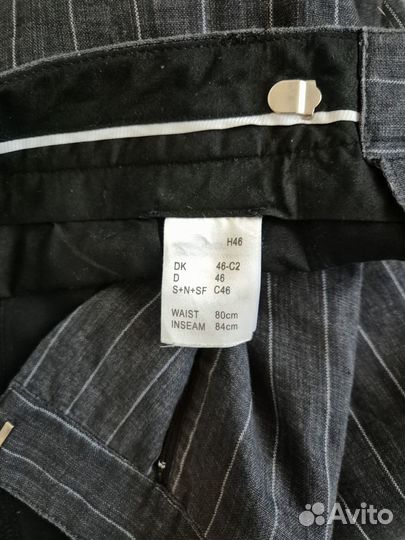 H46
DK 46-C2
D 46
S+N+SF C46
WAIST 80cm
INSEAM 84cm
Avito